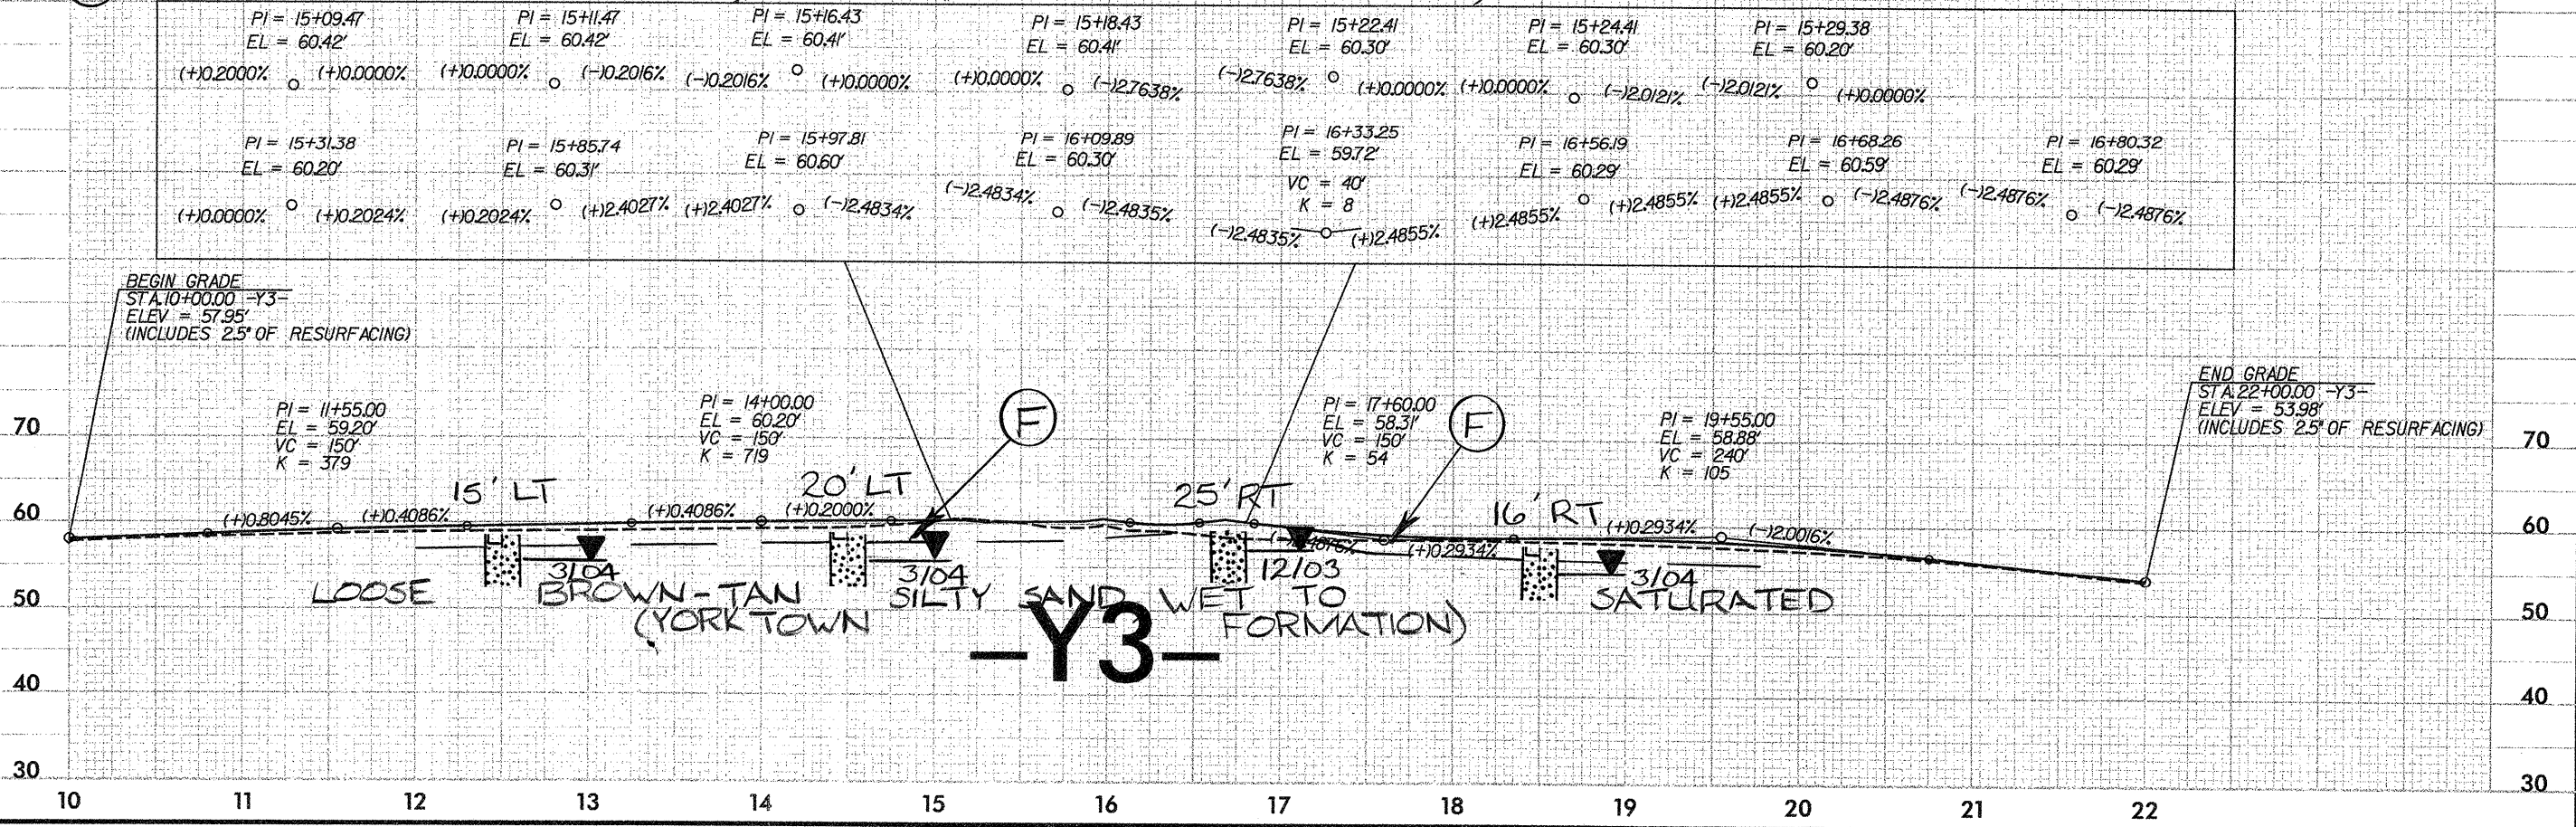 PI = 15+09.47
EL = 60.42'
(+)0.2000% (+)0.0000%
PI = 15+11.47
EL = 60.42'
(+)0.0000% (-)0.2016%
PI = 15+16.43
EL = 60.41'
(-)0.2016% (+)0.0000%
PI = 15+18.43
EL = 60.41'
(+)0.0000% (-)2.7638%
PI = 15+22.41
EL = 60.30'
(-)2.7638% (+)0.0000%
PI = 15+24.41
EL = 60.30'
(+)0.0000% (-)2.0121%
PI = 15+29.38
EL = 60.20'
(-)2.0121% (+)0.0000%
PI = 15+31.38
EL = 60.20'
(+)0.0000% (+)0.2024%
PI = 15+85.74
EL = 60.31'
(+)0.2024% (+)2.4027%
PI = 15+97.81
EL = 60.60'
(+)2.4027% (-)2.4834%
PI = 16+09.89
EL = 60.30'
(-)2.4834% (-)2.4835%
PI = 16+33.25
EL = 59.72'
VC = 40'
K = 8
(-)2.4835% (+)2.4855%
PI = 16+56.19
EL = 60.29'
(+)2.4855% (+)2.4855%
PI = 16+68.26
EL = 60.59'
(+)2.4855% (-)2.4876%
PI = 16+80.32
EL = 60.29'
(-)2.4876% (-)2.4876%
BEGIN GRADE
STA.10+00.00 -Y3-
ELEV = 57.95'
(INCLUDES 2.5" OF RESURFACING)
END GRADE
STA.22+00.00 -Y3-
ELEV = 53.98'
(INCLUDES 2.5" OF RESURFACING)
PI = 11+55.00
EL = 59.20'
VC = 150'
K = 379
PI = 14+00.00
EL = 60.20'
VC = 150'
K = 719
F
PI = 17+60.00
EL = 58.31'
VC = 150'
K = 54
F
PI = 19+55.00
EL = 58.88'
VC = 240'
K = 105
70 70
15' LT 20' LT 25' RT 16' RT
60 (+)0.8045% (+)0.4086% (+)0.4086% (+)0.2000% (+)0.2934% (-)2.0016% 60
(+)0.2934%
3/04 3/04 12/03 3/04
LOOSE BROWN-TAN SILTY SAND WET TO SATURATED
50 (YORKTOWN FORMATION) 50
-Y3-
40 40
30 30
10 11 12 13 14 15 16 17 18 19 20 21 22